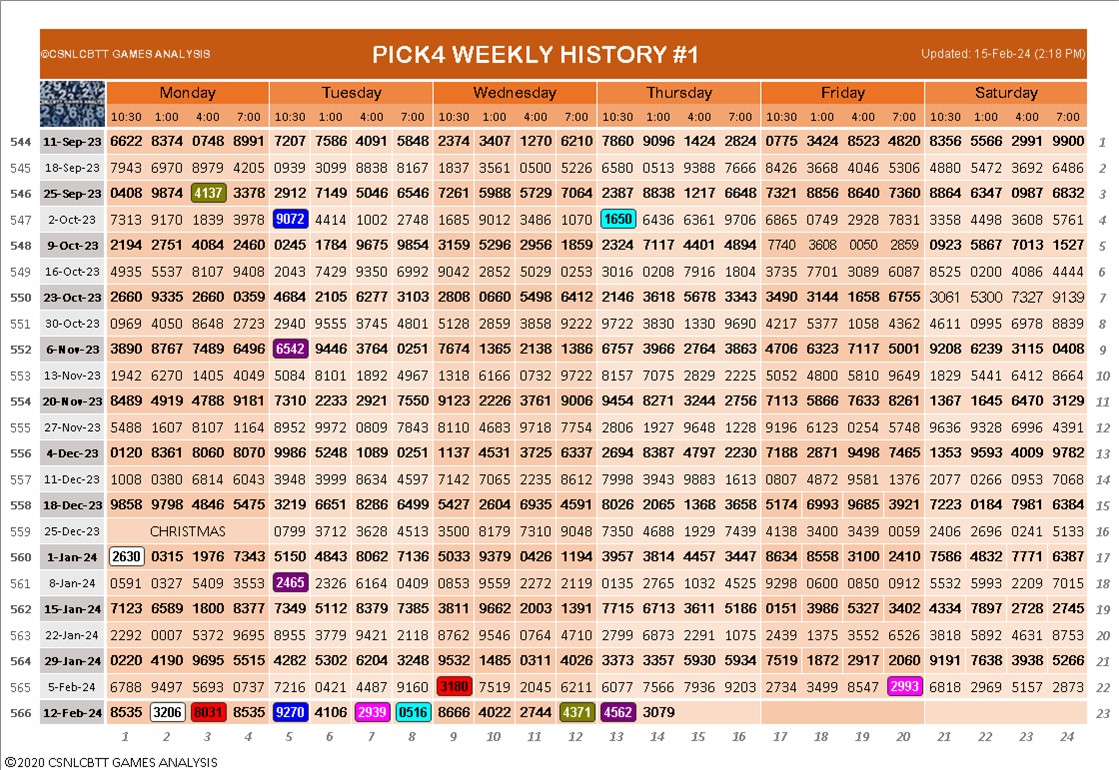 ©CSNLCBTT GAMES ANALYSIS PICK4 WEEKLY HISTORY #1 Updated: 15-Feb-24 (2:18 PM)
Monday Tuesday Wednesday Thursday Friday Saturday
10:30 1:00 4:00 7:00 10:30 1:00 4:00 7:00 10:30 1:00 4:00 7:00 10:30 1:00 4:00 7:00 10:30 1:00 4:00 7:00 10:30 1:00 4:00 7:00
544 11-Sep-23 6622 8374 0748 8991 7207 7586 4091 5848 2374 3407 1270 6210 7860 9096 1424 2824 0775 3424 8523 4820 8356 5566 2991 9900 1
545 18-Sep-23 7943 6970 8979 4205 0939 3099 8838 8167 1837 3561 0500 5226 6580 0513 9388 7666 8426 3668 4046 5306 4880 5472 3692 6486 2
546 25-Sep-23 0408 9874 4137 3378 2912 7149 5046 6546 7261 5988 5729 7064 2387 1838 1217 6648 7321 8856 8640 7560 8864 6347 0987 6832 3
547 2-Oct-23 7313 9170 1839 3978 9072 4414 1002 2748 1685 9012 3486 1070 1650 6436 6361 9706 6865 0749 2928 7831 3358 4498 3608 5761 4
548 9-Oct-23 2194 2751 4084 2460 0245 1784 9675 9854 3159 5296 2956 1859 2324 7117 4401 4894 7740 3608 0050 2859 0923 5867 7013 1527 5
549 16-Oct-23 4935 5537 8107 9408 2043 7429 9350 6992 9042 2852 5029 0253 3016 0208 7916 1804 3735 7701 3089 6087 8525 0200 4086 4444 6
550 23-Oct-23 2660 9335 2660 0359 4684 2105 6277 3103 2808 0660 5498 6412 2146 3618 5678 3343 3490 3144 1658 6755 3061 5300 7327 9139 7
551 30-Oct-23 0969 4050 8648 2723 2940 9555 3745 4801 5128 2859 3858 9222 9722 3830 1330 9690 4217 5377 1058 4362 4611 0995 6978 8839 8
552 6-Nov-23 3890 8767 7489 6496 6542 9446 3764 0251 7674 1365 2138 1386 6757 3966 2764 3863 4706 6323 7117 5001 9208 6239 3115 0408 9
553 13-Nov-23 1942 6270 1405 4049 5084 8101 1892 4967 1318 6166 0732 9722 8157 7075 2829 2225 5052 4800 5810 9649 1829 5441 6412 8664 10
554 20-Nov-23 8489 4919 4788 9181 7310 2233 2921 7550 9123 2226 3761 9006 9454 8271 3244 2756 7113 5866 7633 8261 1367 1645 6470 3129 11
555 27-Nov-23 5488 1607 8107 1164 8952 9972 0809 7843 8110 4683 9718 7754 2806 1927 9648 1228 9196 6123 0254 5748 9636 9328 6996 4391 12
556 4-Dec-23 0120 8361 8060 8070 9986 5248 1089 0251 1137 4531 3725 6337 2694 8387 4797 2230 7188 2871 9498 7465 1353 9593 4009 9782 13
557 11-Dec-23 1008 0380 6814 6043 3948 3999 8634 4597 7142 7065 2235 8612 7998 3943 9883 1613 0807 4872 9581 1376 2077 0266 0953 7068 14
558 18-Dec-23 9858 9798 4846 5475 3219 6651 8286 6499 5427 2604 6935 4591 8026 2065 1368 3658 5174 6993 9685 3921 7223 0184 7981 6384 15
559 25-Dec-23 CHRISTMAS 0799 3712 3628 4513 3500 8179 7310 9048 7350 4688 1929 7439 4138 3400 3439 0059 2406 2696 0241 5133 16
560 1-Jan-24 2630 0315 1976 7343 5150 4843 8062 7136 5033 9379 0426 1194 3957 3814 4457 3447 8634 8558 3100 2410 7586 4832 7771 6387 17
561 8-Jan-24 0591 0327 5409 3553 2465 2326 6164 0409 0853 9559 2272 2119 0135 2765 1032 4525 9298 0600 0850 0912 5532 5993 2209 7015 18
562 15-Jan-24 7123 6589 1800 8377 7349 5112 8379 7385 3811 9662 2003 1391 7715 6713 3611 5186 0151 3986 5327 3402 4334 7897 2728 2745 19
563 22-Jan-24 2292 0007 5372 9695 8955 3779 9421 2118 8762 9546 0764 4710 2799 6873 2291 1075 2439 1375 3552 6526 3818 5892 4631 8753 20
564 29-Jan-24 0220 4190 9695 5515 4282 5302 6204 3248 9532 1485 0311 4026 3373 3357 5930 5934 7519 1872 2917 2060 9191 7638 3938 5266 21
565 5-Feb-24 6788 9497 5693 0737 7216 0421 4487 9160 3180 7519 2045 6211 6077 7566 7936 9203 2734 3499 8547 2993 6818 2969 5157 2873 22
566 12-Feb-24 8535 3206 8031 8535 9270 4106 2939 0516 8666 4022 2744 4371 4562 3079 23
1 2 3 4 5 6 7 8 9 10 11 12 13 14 15 16 17 18 19 20 21 22 23 24
©2020 CSNLCBTT GAMES ANALYSIS